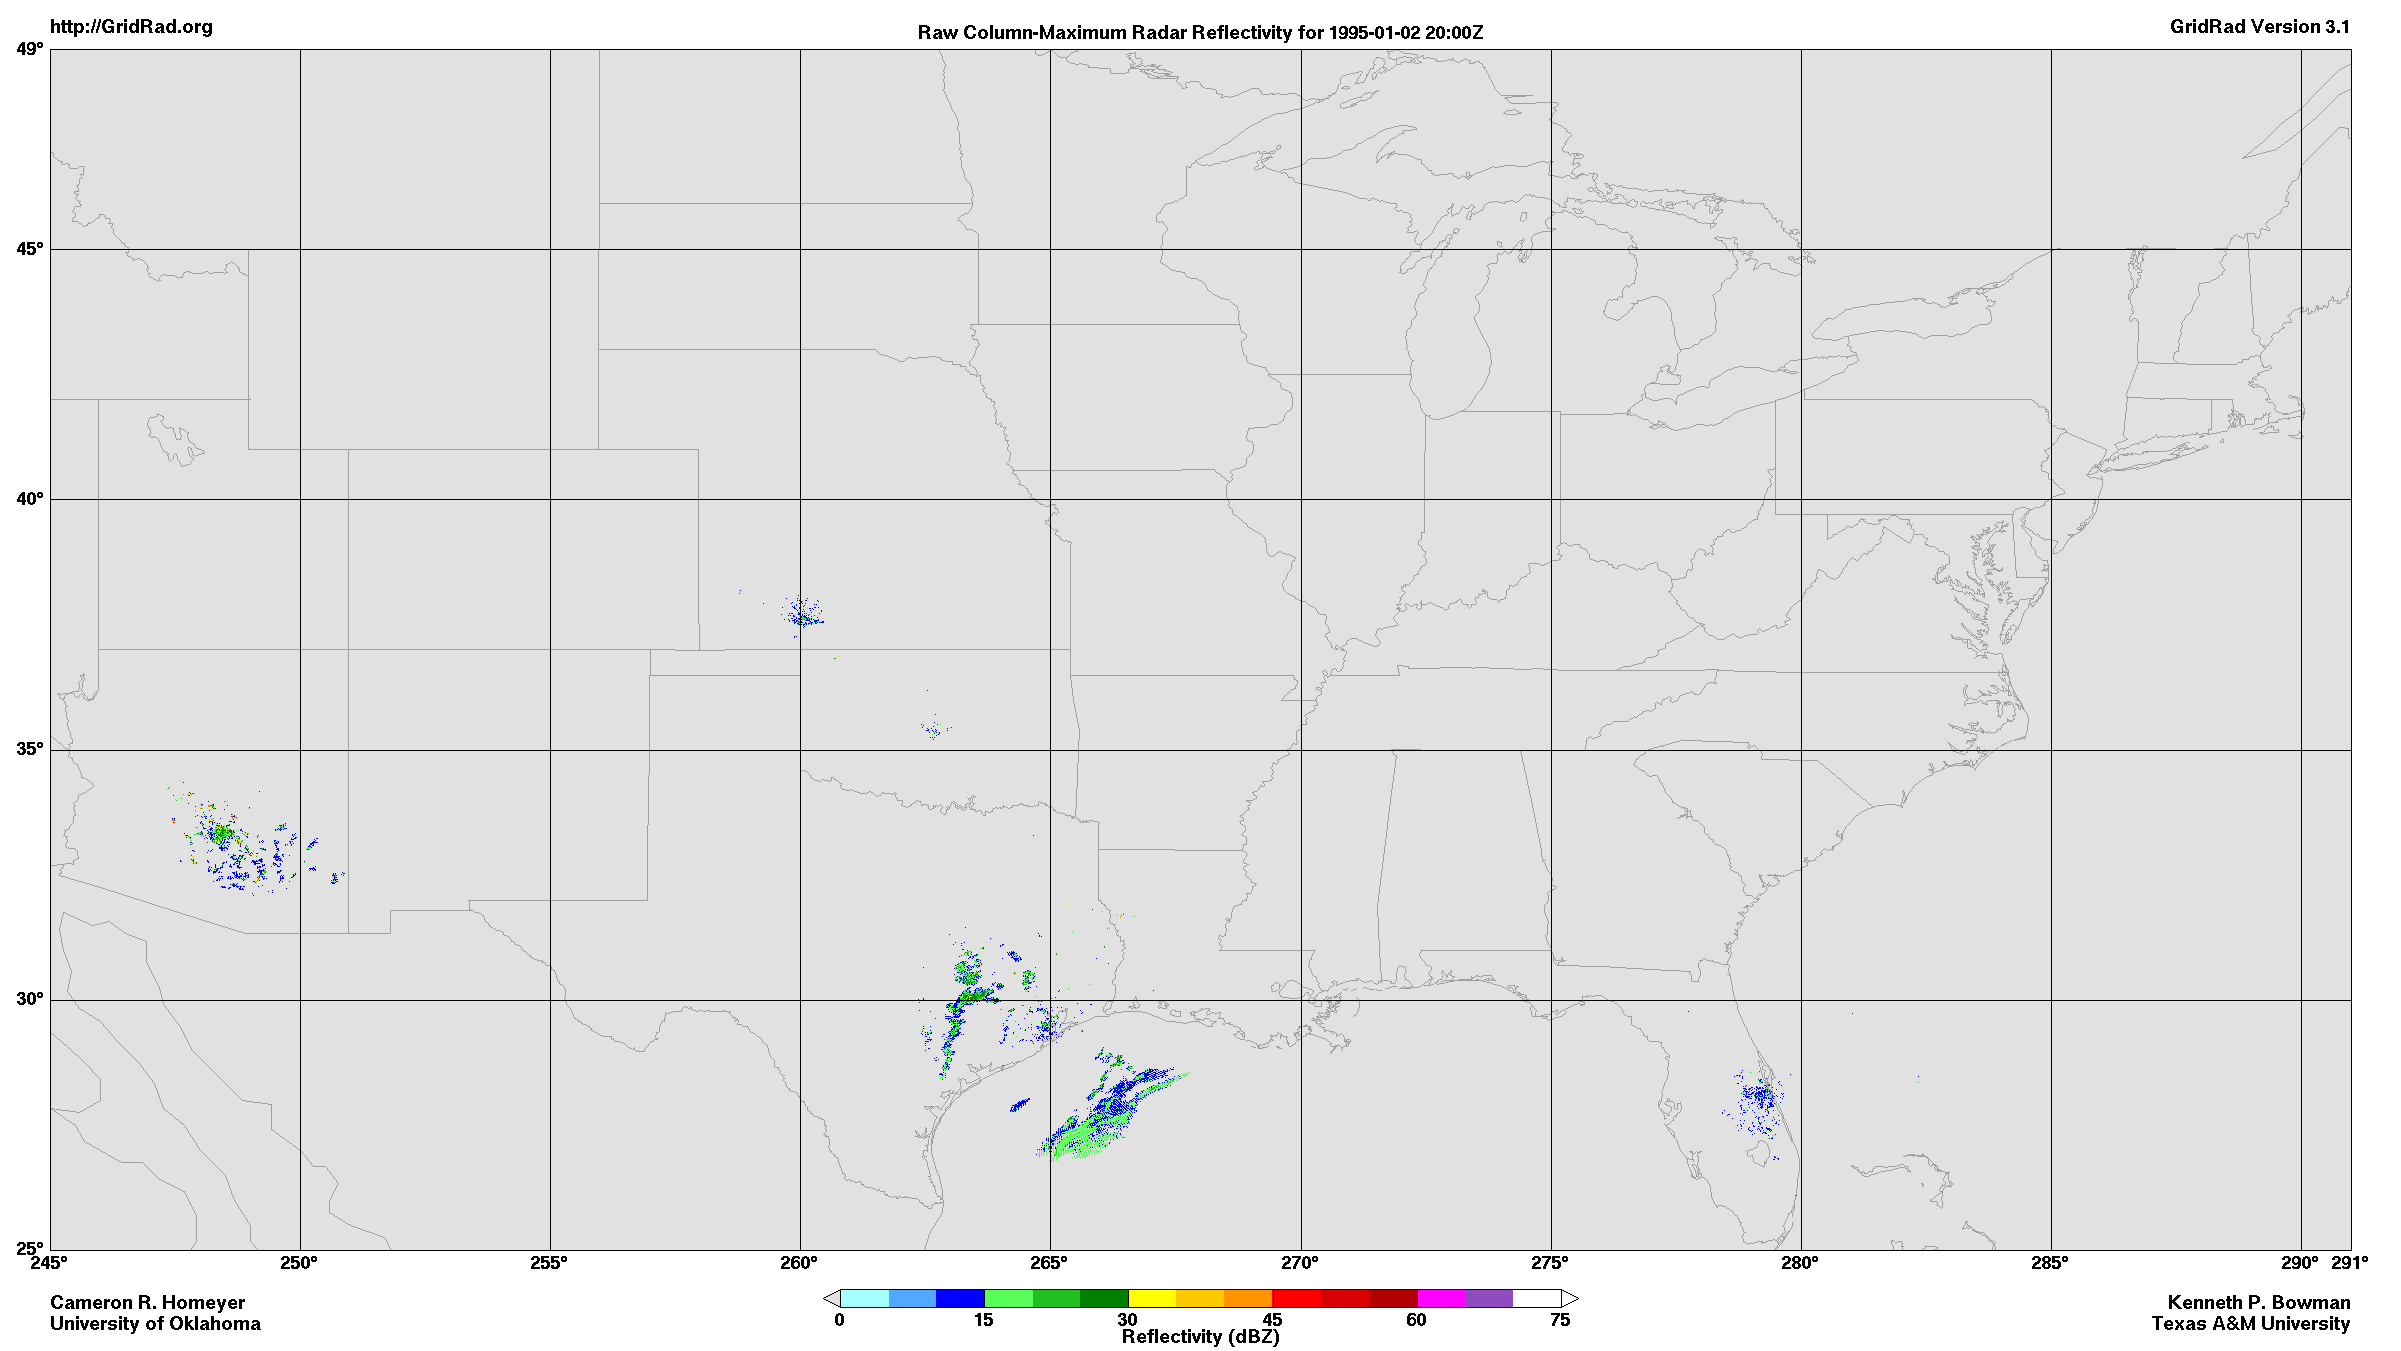 http://GridRad.org
Raw Column-Maximum Radar Reflectivity for 1995-01-02 20:00Z
GridRad Version 3.1
49°
45°
40°
35°
30°
25°
245° 250° 255° 260° 265° 270° 275° 280° 285° 290° 291°
0 15 30 45 60 75
Reflectivity (dBZ)
Cameron R. Homeyer
University of Oklahoma
Kenneth P. Bowman
Texas A&M University